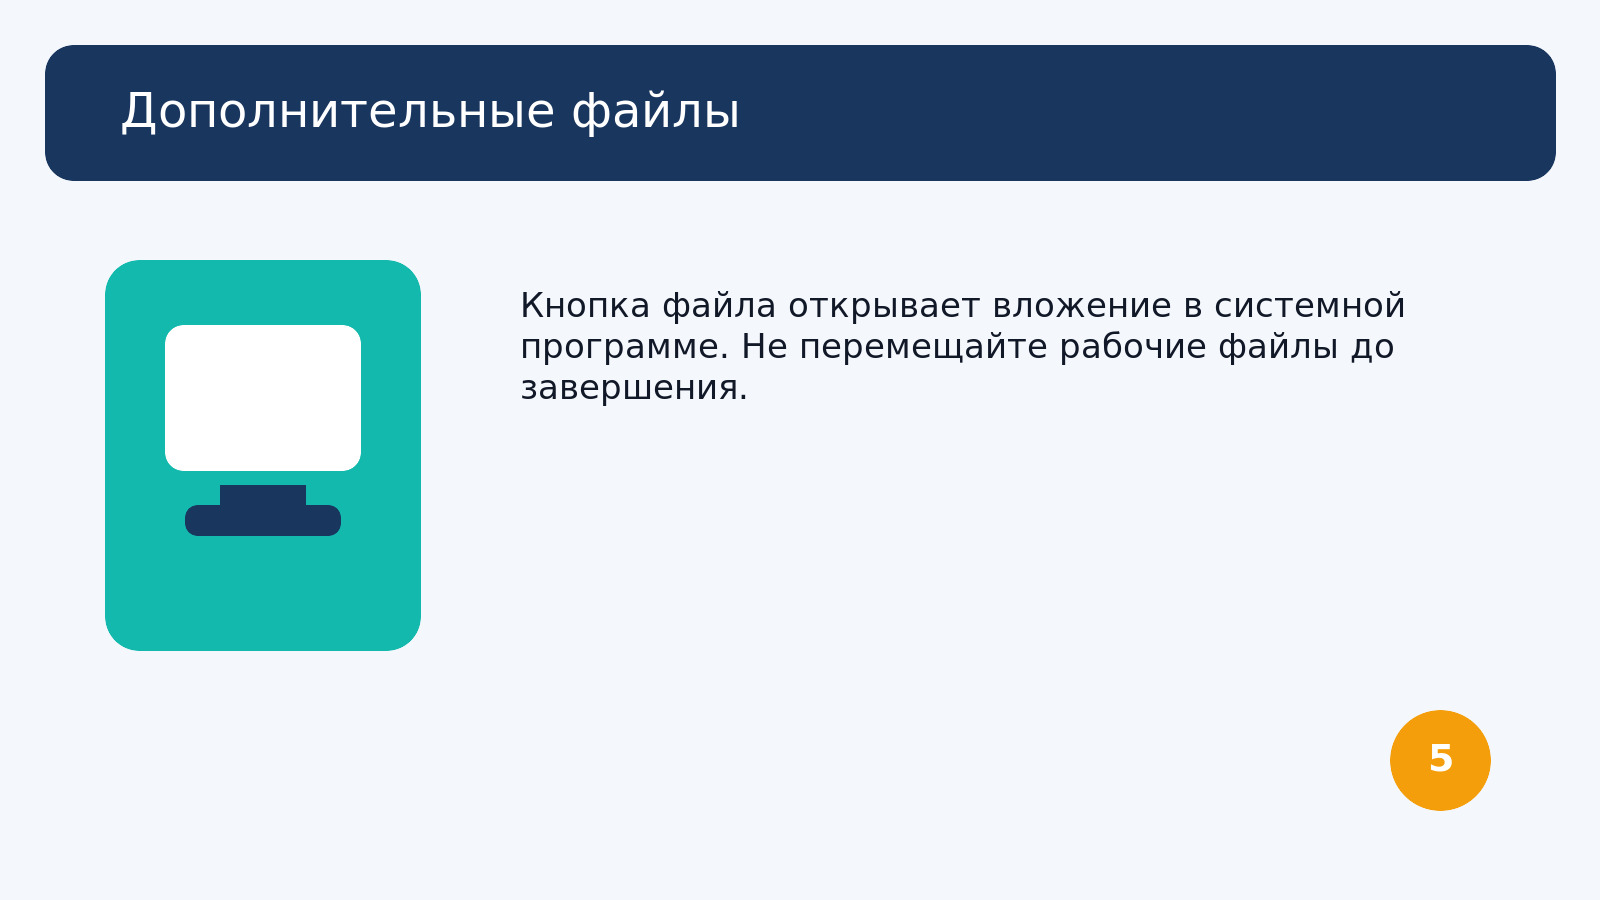 Дополнительные файлы
Кнопка файла открывает вложение в системной
программе. Не перемещайте рабочие файлы до
завершения.
5